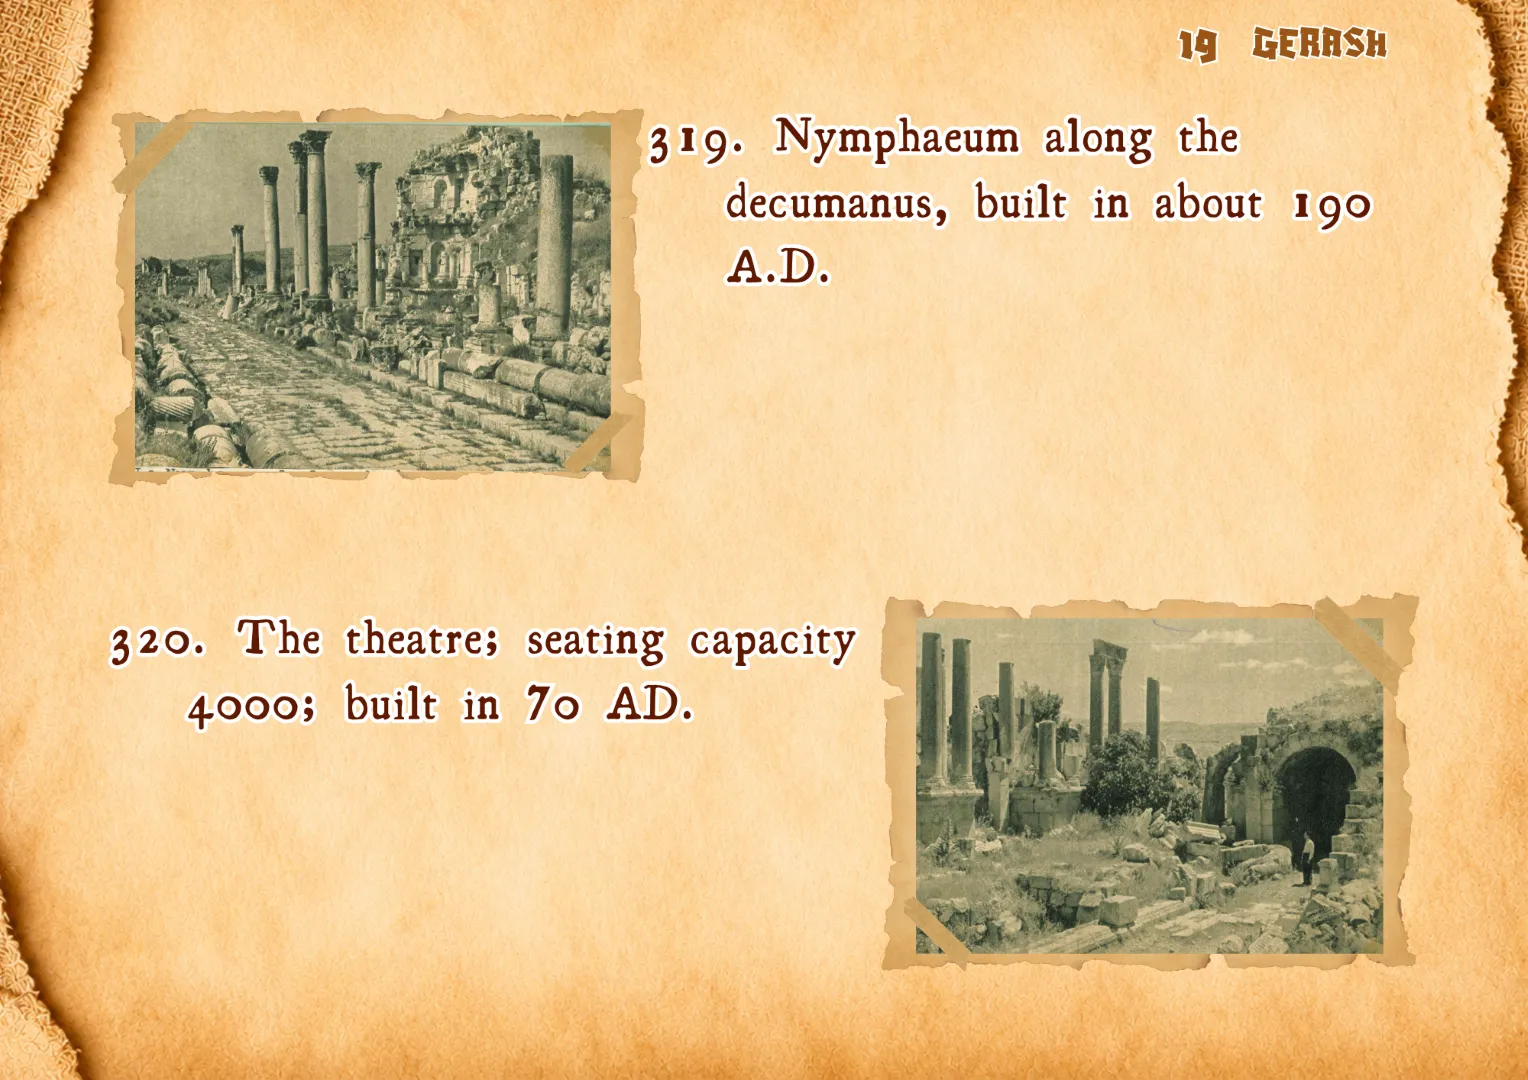 19 GERASH
319. Nymphaeum along the
decumanus, built in about 190
A.D.
320. The theatre; seating capacity
4000; built in 70 AD.